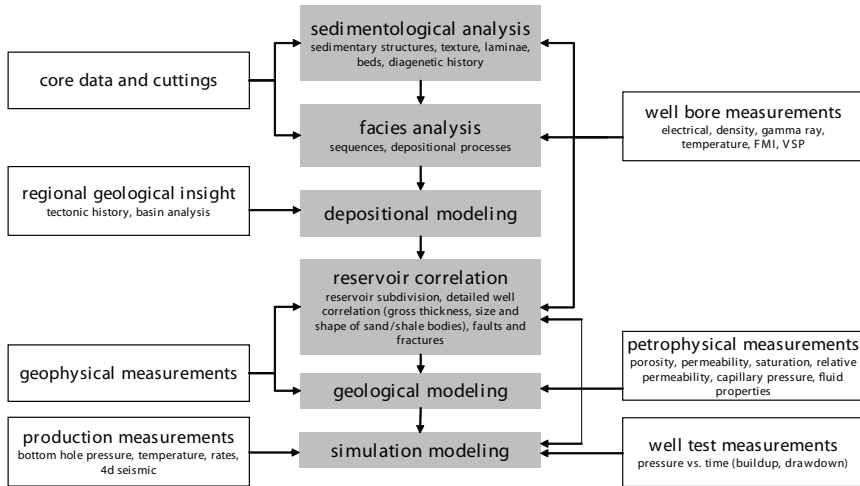 sedimentological analysis
sedimentary structures, texture, laminae,
beds, diagenetic history
core data and cuttings
well bore measurements
electrical, density, gamma ray,
temperature, FMI, VSP
facies analysis
sequences, depositional processes
regional geological insight
tectonic history, basin analysis
depositional modeling
reservoir correlation
reservoir subdivision, detailed well
correlation (gross thickness, size and
shape of sand/shale bodies), faults and
fractures
geophysical measurements
petrophysical measurements
porosity, permeability, saturation, relative
permeability, capillary pressure, fluid
properties
geological modeling
production measurements
bottom hole pressure, temperature, rates,
4d seismic
simulation modeling
well test measurements
pressure vs. time (buildup, drawdown)